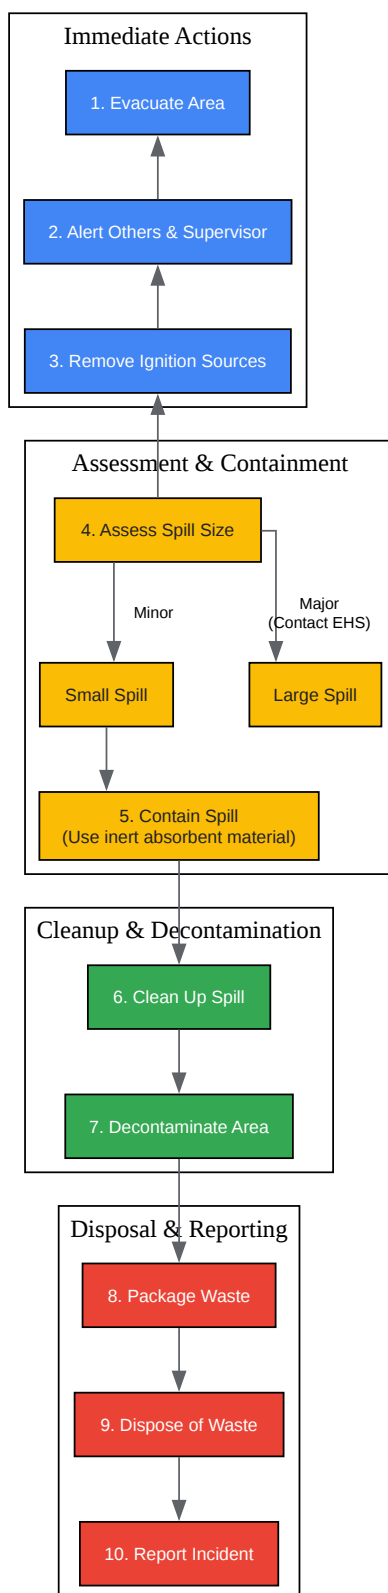 Immediate Actions
1. Evacuate Area
2. Alert Others & Supervisor
3. Remove Ignition Sources
Assessment & Containment
4. Assess Spill Size
Minor
Major
(Contact EHS)
Small Spill
Large Spill
5. Contain Spill
(Use inert absorbent material)
Cleanup & Decontamination
6. Clean Up Spill
7. Decontaminate Area
Disposal & Reporting
8. Package Waste
9. Dispose of Waste
10. Report Incident